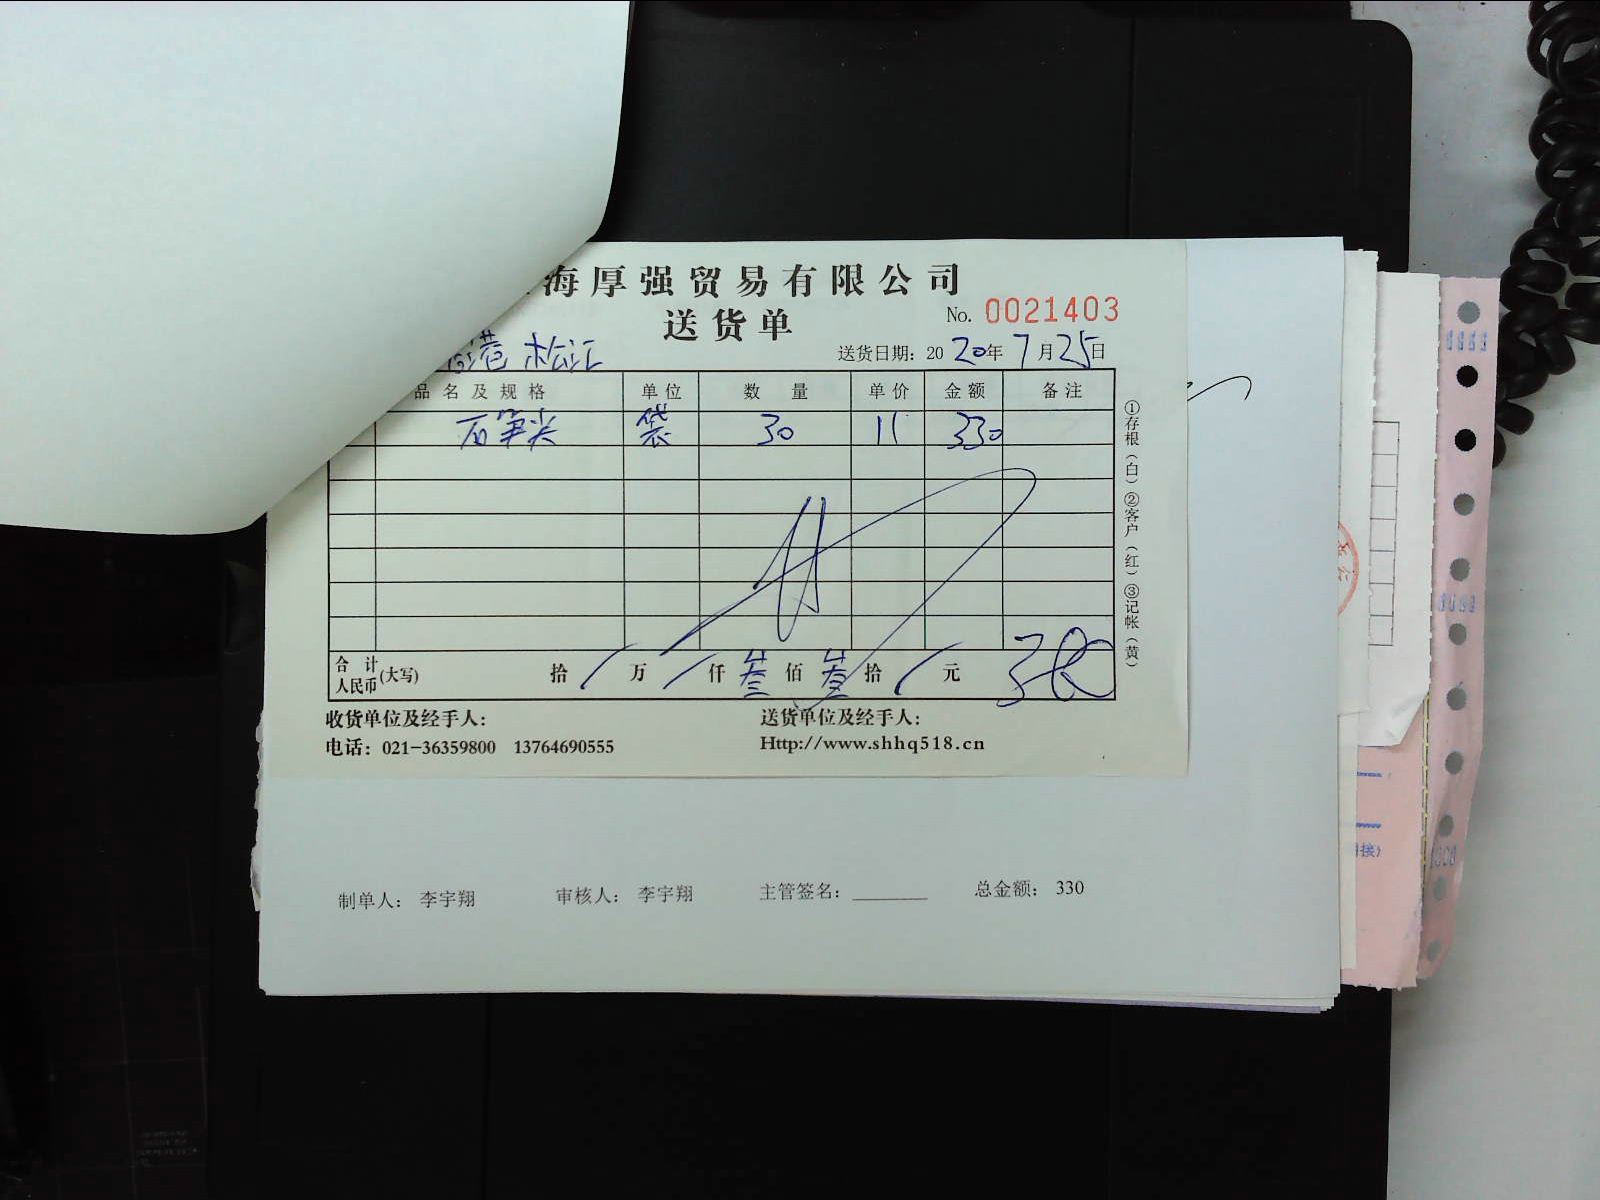 海厚强贸易有限公司
送货单
No. 0021403
港 松江
送货日期: 2020年 7月25日
品名及规格 单位 数量 单价 金额 备注
石笋尖 袋 30 11 330
①存根(白)②客户(红)③记帐(黄)
合计人民币(大写) 拾 万 仟 叁 佰 叁 拾 元
收货单位及经手人: 送货单位及经手人:
电话: 021-36359800 13764690555 Http://www.shhq518.cn
制单人: 李宇翔 审核人: 李宇翔 主管签名: 总金额: 330